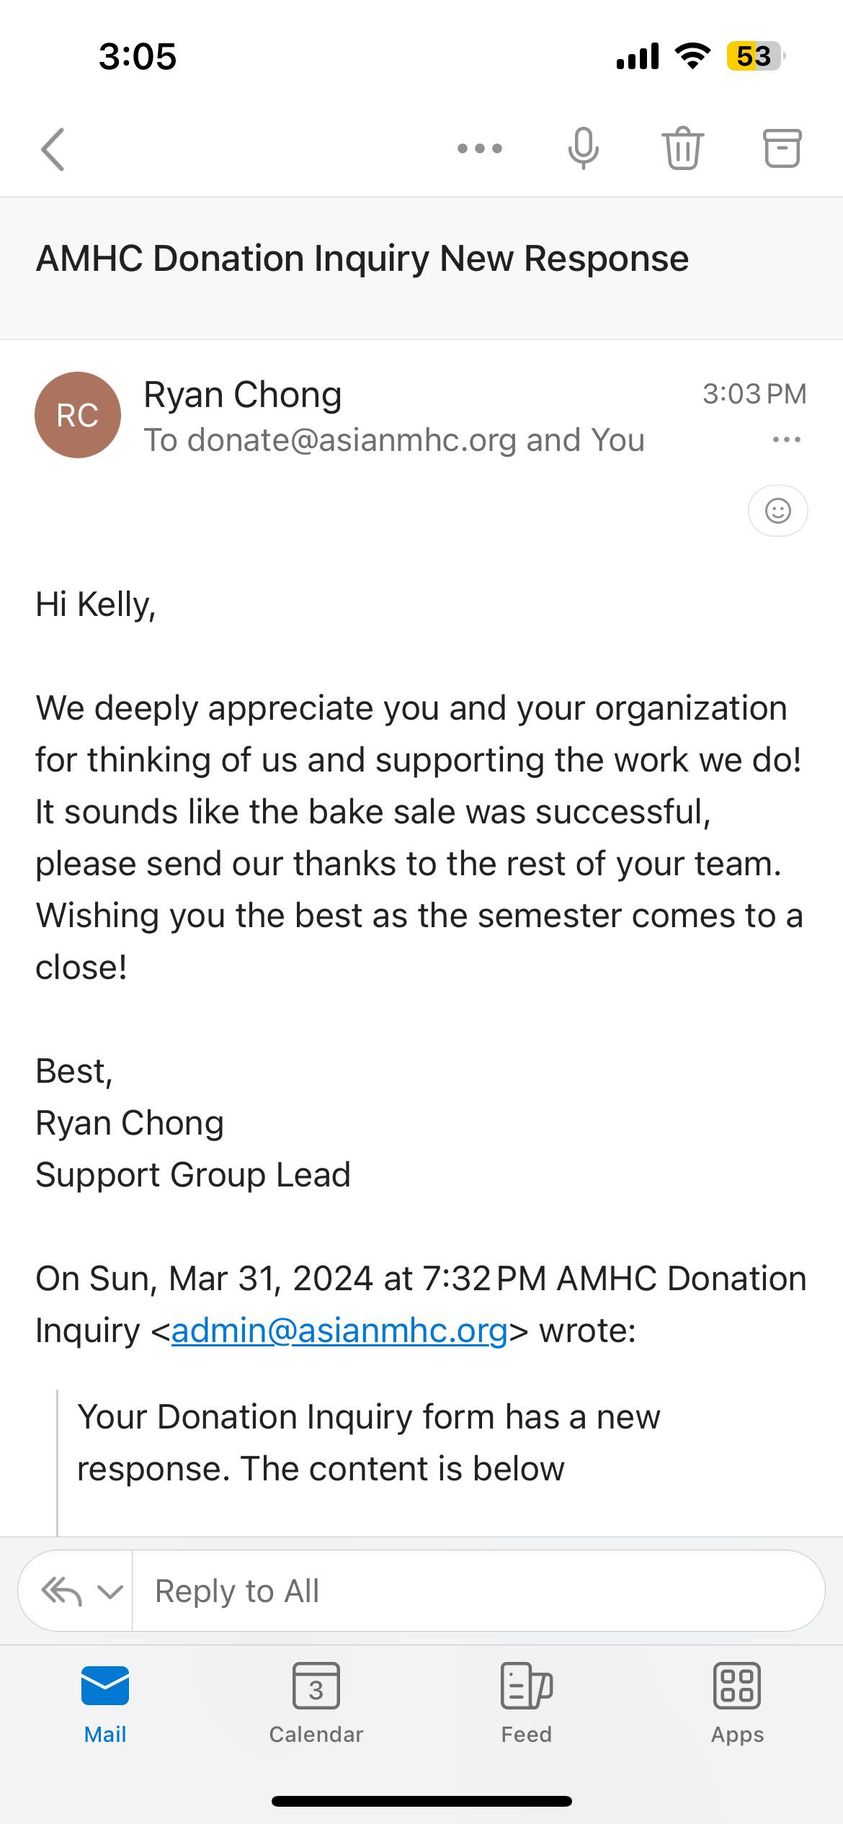 3:05
53
AMHC Donation Inquiry New Response
RC
Ryan Chong
3:03 PM
To donate@asianmhc.org and You
Hi Kelly,
We deeply appreciate you and your organization
for thinking of us and supporting the work we do!
It sounds like the bake sale was successful,
please send our thanks to the rest of your team.
Wishing you the best as the semester comes to a
close!
Best,
Ryan Chong
Support Group Lead
On Sun, Mar 31, 2024 at 7:32 PM AMHC Donation
Inquiry <admin@asianmhc.org> wrote:
Your Donation Inquiry form has a new
response. The content is below
Reply to All
3
Mail
Calendar
Feed
Apps